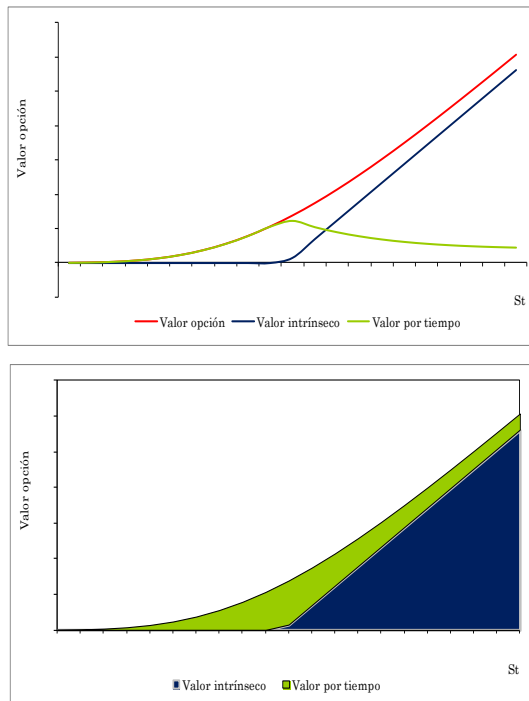 Valor opción
St
Valor opción Valor intrínseco Valor por tiempo
Valor opción
St
Valor intrínseco Valor por tiempo